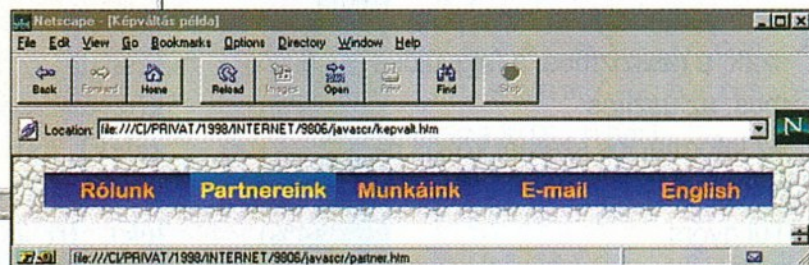 Netscape - [Képváltás példa]
File Edit View Go Bookmarks Options Directory Window Help
Back Forward Home Reload Images Open Print Find Stop
Location: file:///C|/PRIVAT/1998/INTERNET/9806/javascr/kepvalt.htm
N
Rólunk Partnereink Munkáink E-mail English
file:///C|/PRIVAT/1998/INTERNET/9806/javascr/partner.htm